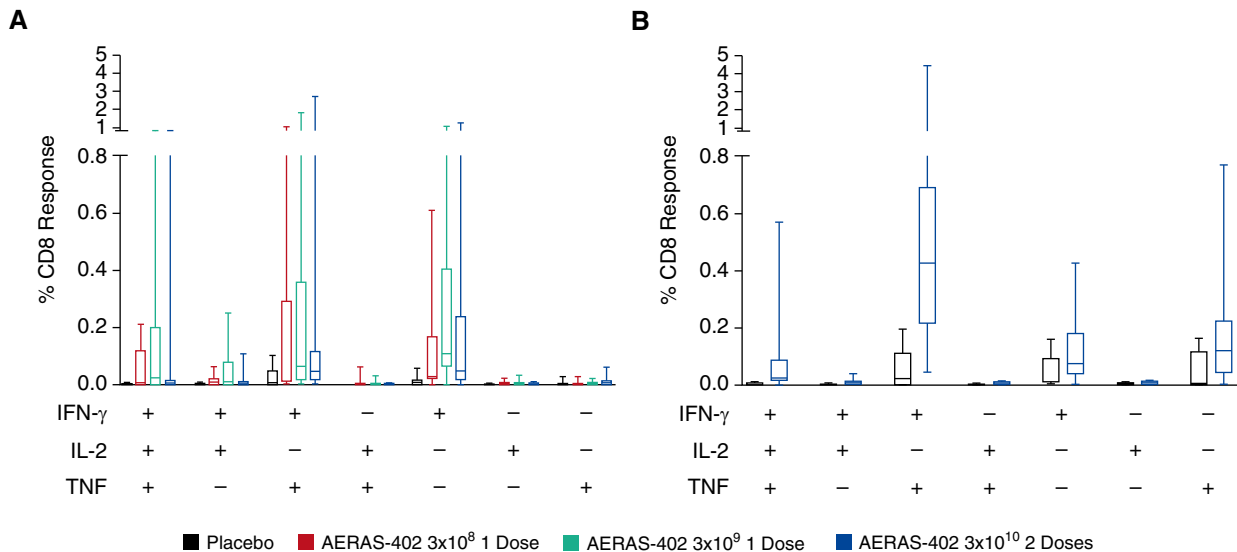 A
B
% CD8 Response
5
4
3
2
1
0.8
0.6
0.4
0.2
0.0
% CD8 Response
5
4
3
2
1
0.8
0.6
0.4
0.2
0.0
IFN-γ + + + – + – –
IL-2 + + – + – + –
TNF + – + + – – +
IFN-γ + + + – + – –
IL-2 + + – + – + –
TNF + – + + – – +
Placebo AERAS-402 3x10⁸ 1 Dose AERAS-402 3x10⁹ 1 Dose AERAS-402 3x10¹⁰ 2 Doses